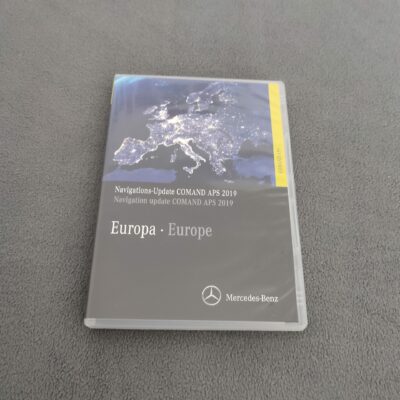 Navigations-Update COMAND APS 2019
Navigation update COMAND APS 2019
Europa · Europe
Mercedes-Benz